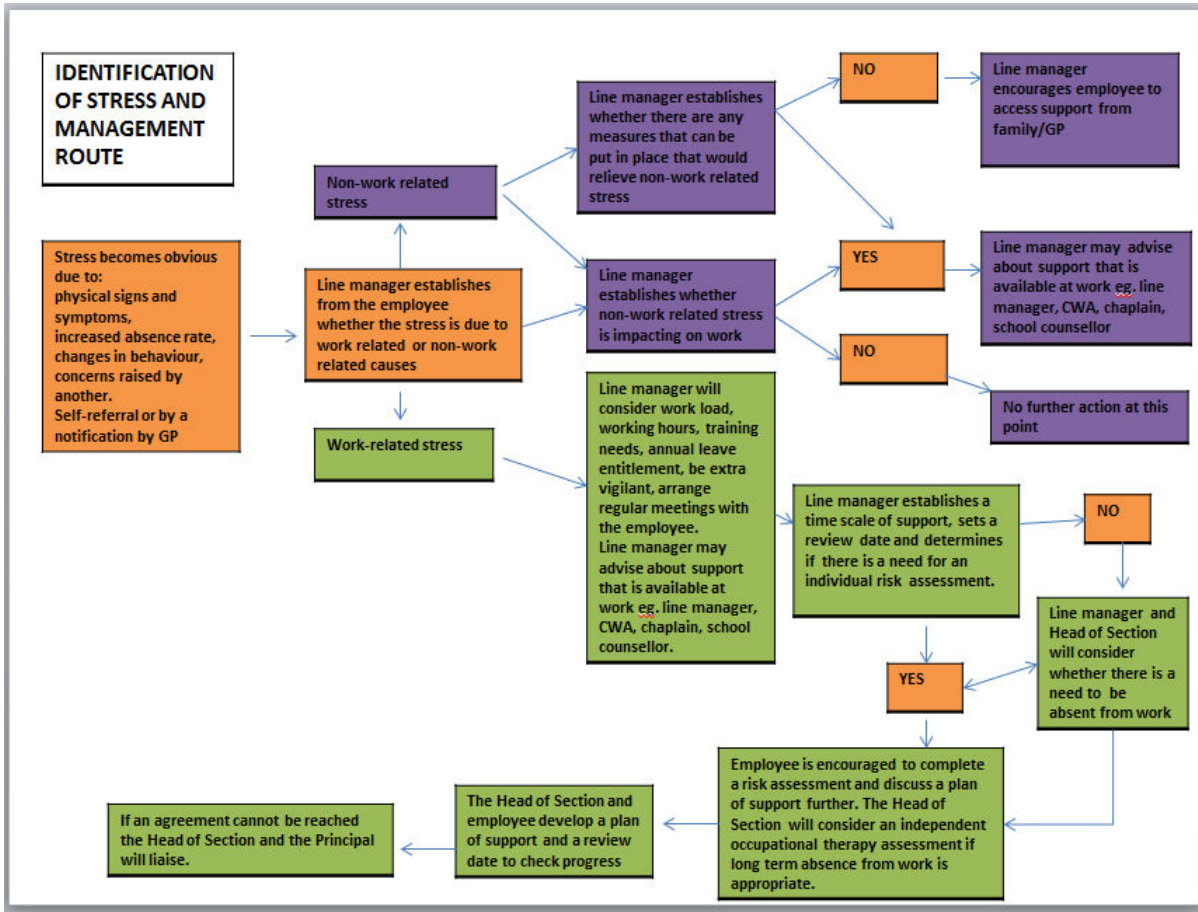 IDENTIFICATION
OF STRESS AND
MANAGEMENT
ROUTE
Stress becomes obvious
due to:
physical signs and
symptoms,
increased absence rate,
changes in behaviour,
concerns raised by
another.
Self-referral or by a
notification by GP
Non-work related
stress
Line manager establishes
from the employee
whether the stress is due to
work related or non-work
related causes
Work-related stress
Line manager establishes
whether there are any
measures that can be
put in place that would
relieve non-work related
stress
Line manager
establishes whether
non-work related stress
is impacting on work
Line manager will
consider work load,
working hours, training
needs, annual leave
entitlement, be extra
vigilant, arrange
regular meetings with
the employee.
Line manager may
advise about support
that is available at
work eg. line manager,
CWA, chaplain, school
counsellor.
NO
Line manager
encourages employee to
access support from
family/GP
YES
Line manager may advise
about support that is
available at work eg. line
manager, CWA, chaplain,
school counsellor
NO
No further action at this
point
Line manager establishes a
time scale of support, sets a
review date and determines
if there is a need for an
individual risk assessment.
NO
Line manager and
Head of Section
will consider
whether there is a
need to be
absent from work
YES
Employee is encouraged to complete
a risk assessment and discuss a plan
of support further. The Head of
Section will consider an independent
occupational therapy assessment if
long term absence from work is
appropriate.
The Head of Section and
employee develop a plan
of support and a review
date to check progress
If an agreement cannot be reached
the Head of Section and the Principal
will liaise.